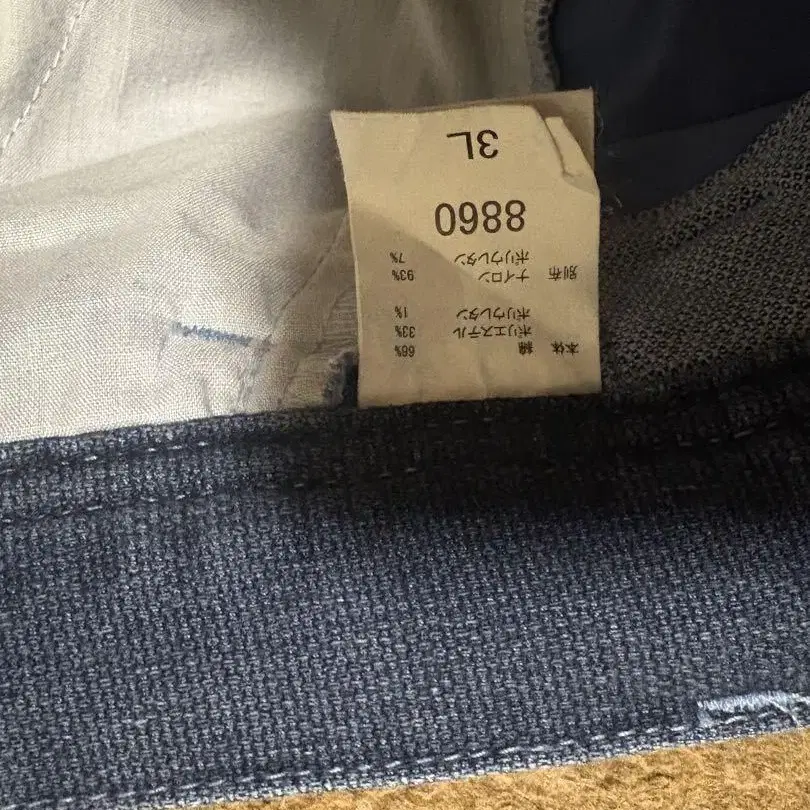 本体 綿 66%
ポリエステル 33%
ポリウレタン 1%
別布 ナイロン 93%
ポリウレタン 7%
8860
3L